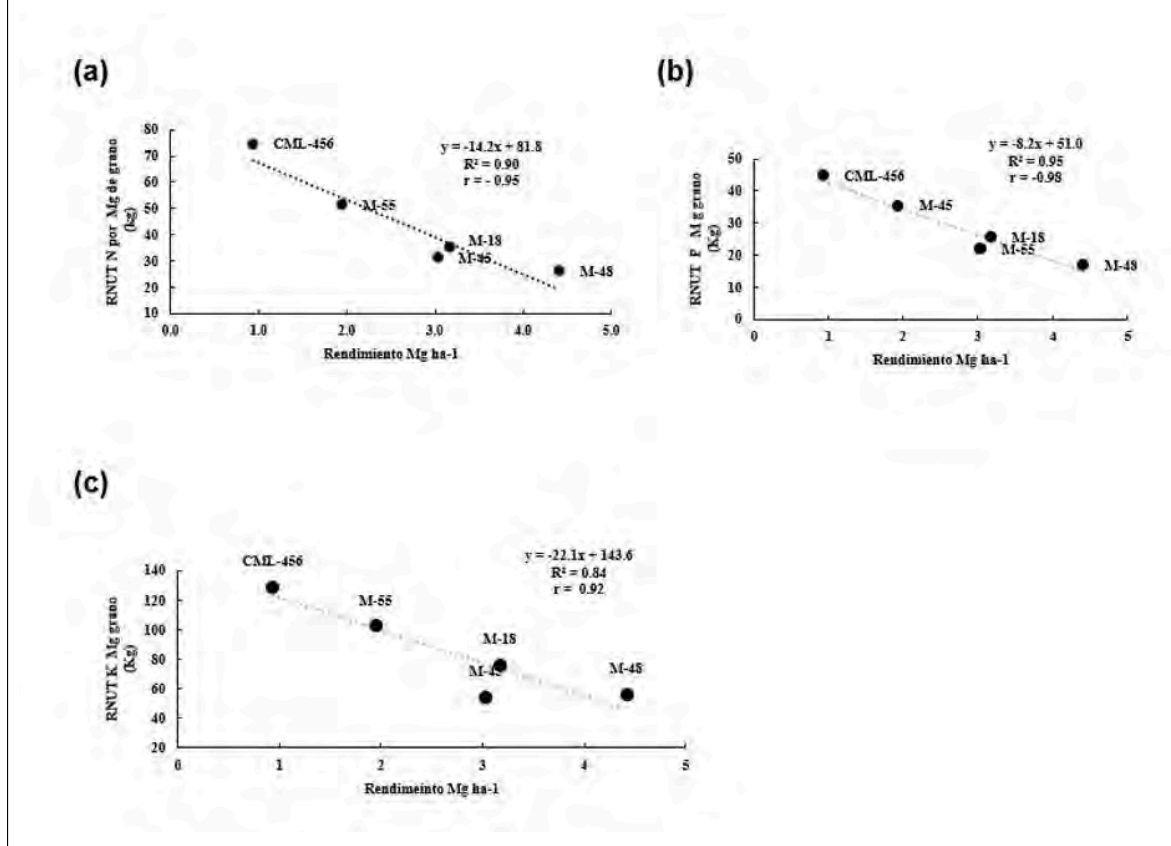 (a)
RNUT N por Mg de grano
(kg)
80
70
60
50
40
30
20
10
0.0
1.0
2.0
3.0
4.0
5.0
Rendimiento Mg ha-1
CML-456
M-55
M-18
M-45
M-48
y = -14.2x + 81.8
R² = 0.90
r = - 0.95
(b)
RNUT P M g grano
(Kg)
50
40
30
20
10
0
0
1
2
3
4
5
Rendimiento Mg ha-1
CML-456
M-45
M-18
M-55
M-48
y = -8.2x + 51.0
R² = 0.95
r = -0.98
(c)
RNUT K Mg grano
(Kg)
140
120
100
80
60
40
20
0
1
2
3
4
5
Rendimeinto Mg ha-1
CML-456
M-55
M-18
M-45
M-48
y = -22.1x + 143.6
R² = 0.84
r = 0.92